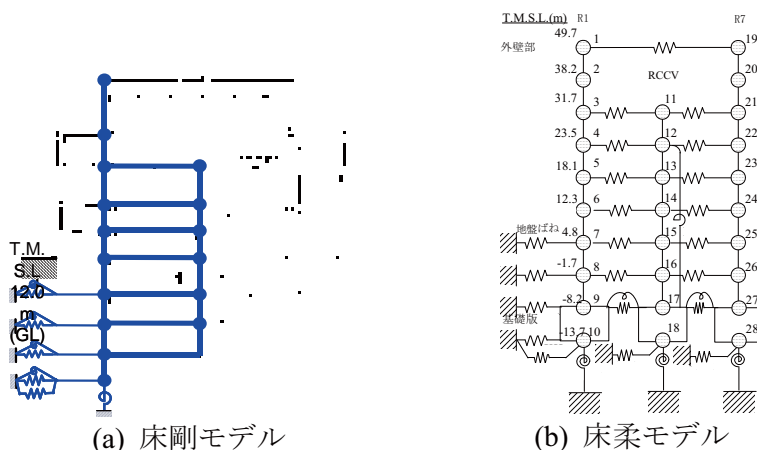 T.M.
S.L
12.0
m
(GL)
(a) 床剛モデル
T.M.S.L.(m) R1 R7
49.7 1 19
外壁部
RCCV
38.2 2 20
31.7 3 11 21
23.5 4 12 22
18.1 5 13 23
12.3 6 14 24
地盤ばね 4.8 7 15 25
-1.7 8 16 26
-8.2 9 17 27
基礎版
-13.7 10 18 28
(b) 床柔モデル